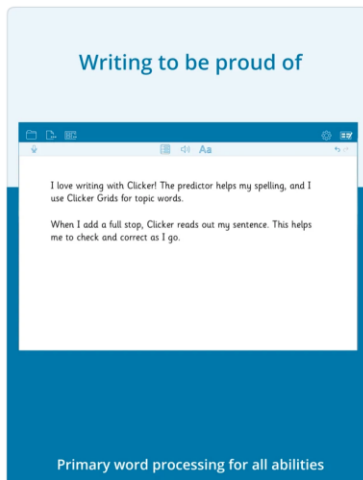 Writing to be proud of
Aa
I love writing with Clicker! The predictor helps my spelling, and I
use Clicker Grids for topic words.
When I add a full stop, Clicker reads out my sentence. This helps
me to check and correct as I go.
Primary word processing for all abilities